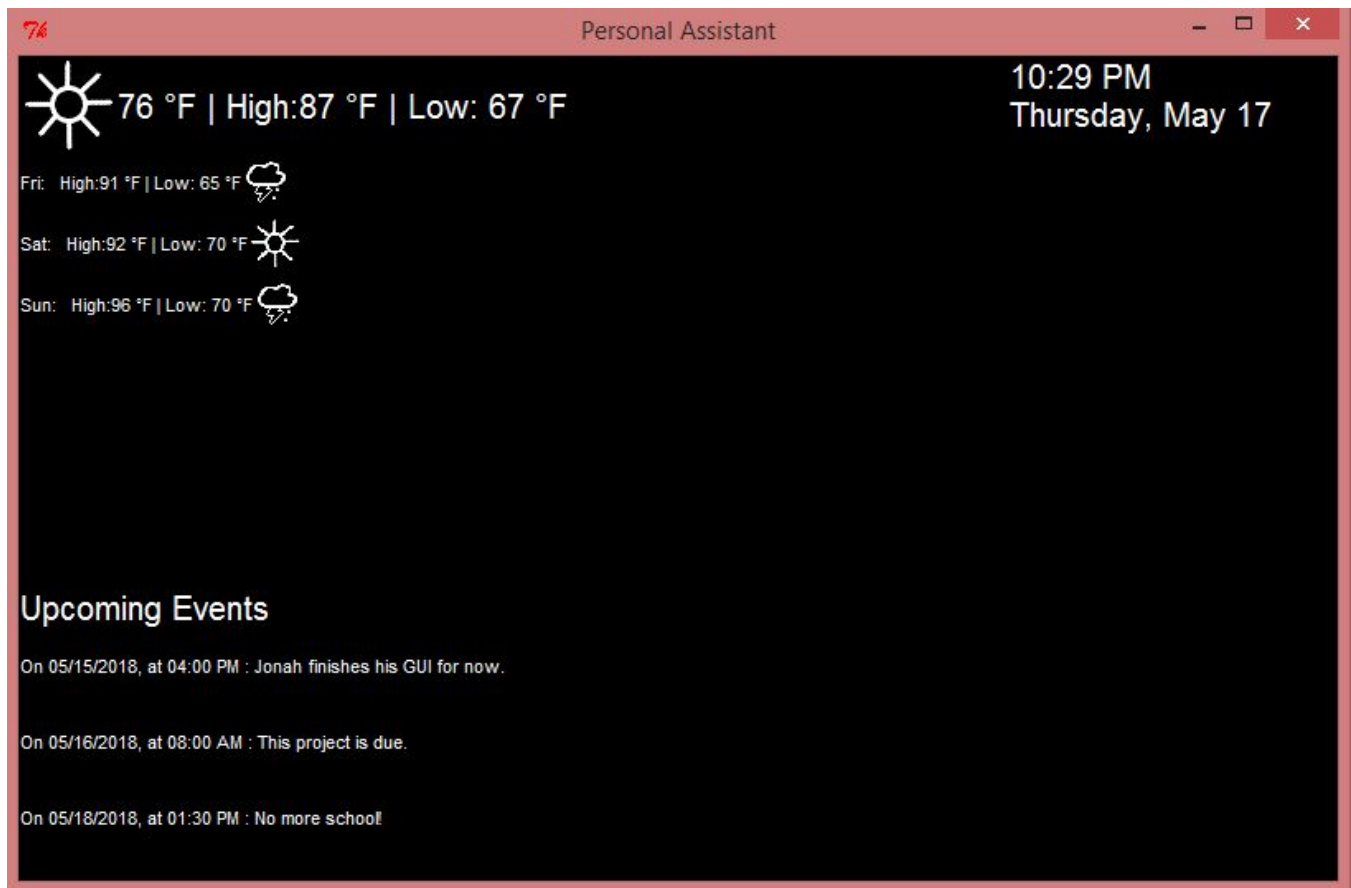 Personal Assistant
76 °F | High:87 °F | Low: 67 °F
10:29 PM
Thursday, May 17
Fri: High:91 °F | Low: 65 °F
Sat: High:92 °F | Low: 70 °F
Sun: High:96 °F | Low: 70 °F
Upcoming Events
On 05/15/2018, at 04:00 PM : Jonah finishes his GUI for now.
On 05/16/2018, at 08:00 AM : This project is due.
On 05/18/2018, at 01:30 PM : No more school!